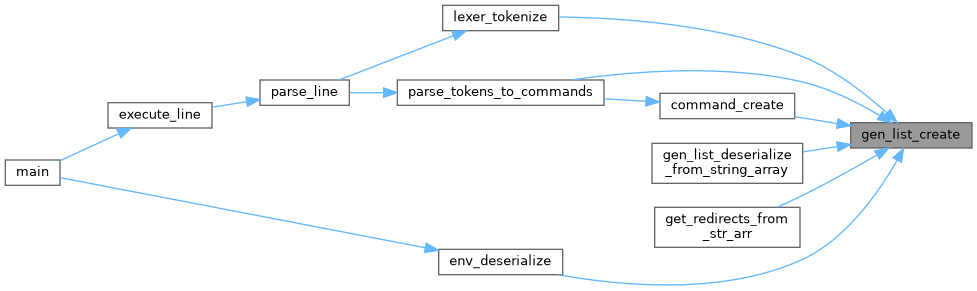 lexer_tokenize
parse_line
parse_tokens_to_commands
command_create
execute_line
gen_list_create
gen_list_deserialize
_from_string_array
main
get_redirects_from
_str_arr
env_deserialize